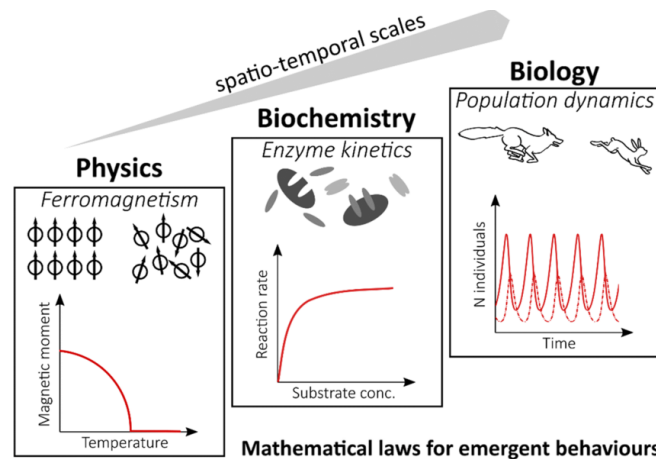 spatio-temporal scales
Physics
Ferromagnetism
Magnetic moment
Temperature
Biochemistry
Enzyme kinetics
Reaction rate
Substrate conc.
Biology
Population dynamics
N individuals
Time
Mathematical laws for emergent behaviours